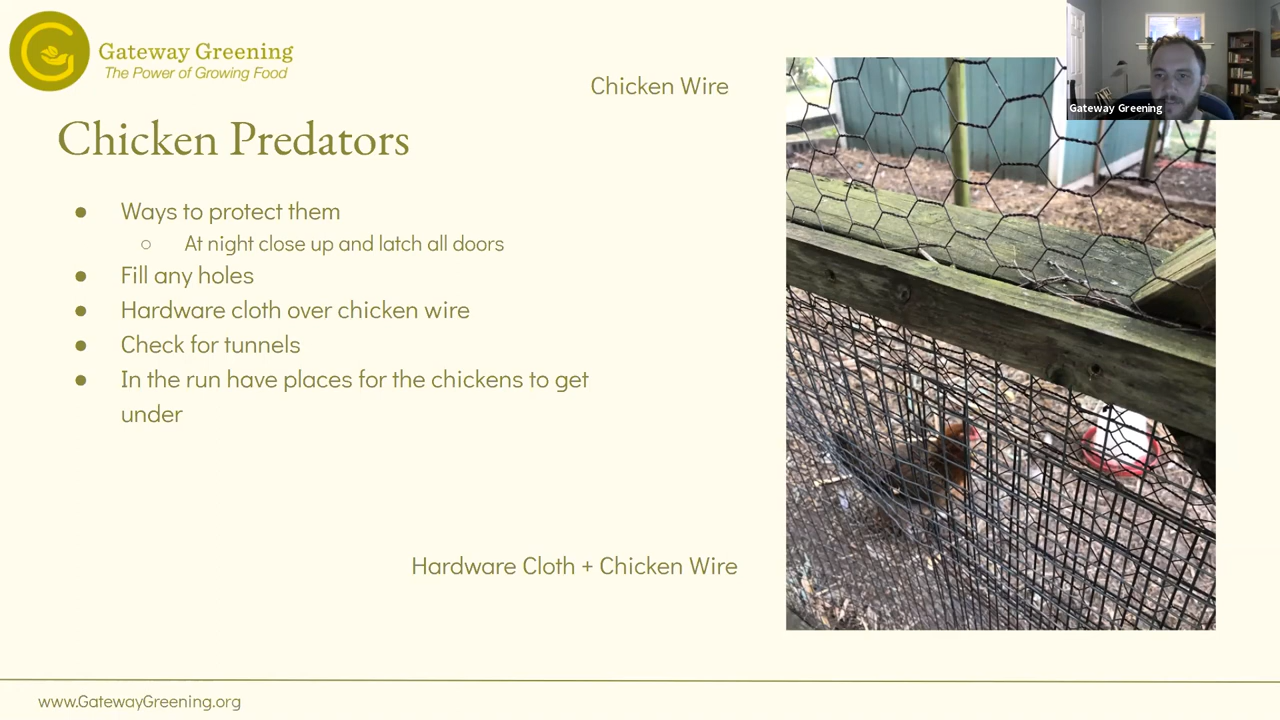 Gateway Greening
The Power of Growing Food
Chicken Wire
Gateway Greening
Chicken Predators
● Ways to protect them
○ At night close up and latch all doors
● Fill any holes
● Hardware cloth over chicken wire
● Check for tunnels
● In the run have places for the chickens to get
under
Hardware Cloth + Chicken Wire
www.GatewayGreening.org